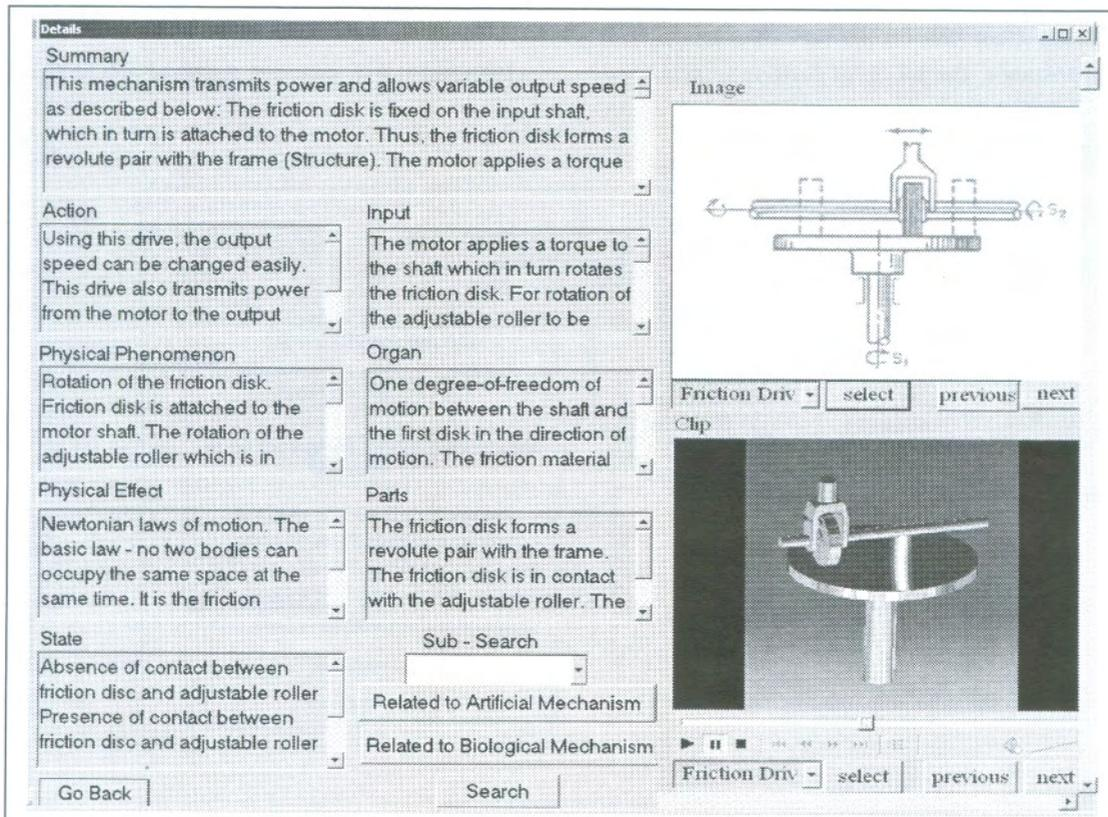 Details
Summary
This mechanism transmits power and allows variable output speed
as described below: The friction disk is fixed on the input shaft,
which in turn is attached to the motor. Thus, the friction disk forms a
revolute pair with the frame (Structure). The motor applies a torque
Action
Using this drive, the output
speed can be changed easily.
This drive also transmits power
from the motor to the output
Input
The motor applies a torque to
the shaft which in turn rotates
the friction disk. For rotation of
the adjustable roller to be
Physical Phenomenon
Rotation of the friction disk.
Friction disk is attatched to the
motor shaft. The rotation of the
adjustable roller which is in
Organ
One degree-of-freedom of
motion between the shaft and
the first disk in the direction of
motion. The friction material
Physical Effect
Newtonian laws of motion. The
basic law - no two bodies can
occupy the same space at the
same time. It is the friction
Parts
The friction disk forms a
revolute pair with the frame.
The friction disk is in contact
with the adjustable roller. The
State
Absence of contact between
friction disc and adjustable roller
Presence of contact between
friction disc and adjustable roller
Sub - Search
Related to Artificial Mechanism
Related to Biological Mechanism
Go Back
Search
Image
S2
S1
Friction Driv select previous next
Clip
Friction Driv select previous next